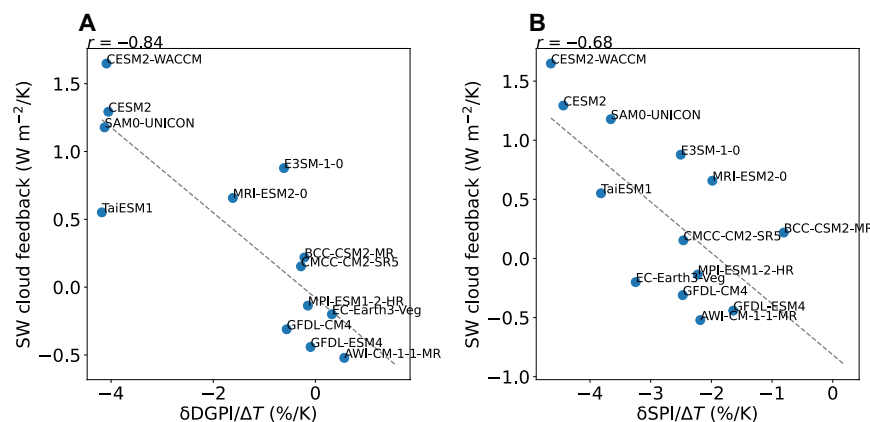 A
r = −0.84
CESM2-WACCM
CESM2
SAM0-UNICON
E3SM-1-0
MRI-ESM2-0
TaiESM1
BCC-CSM2-MR
CMCC-CM2-SR5
MPI-ESM1-2-HR
EC-Earth3-Veg
GFDL-CM4
GFDL-ESM4
AWI-CM-1-1-MR
1.5
1.0
0.5
0.0
−0.5
SW cloud feedback (W m−2/K)
−4
−2
0
δDGPI/ΔT (%/K)
B
r = −0.68
CESM2-WACCM
CESM2
SAM0-UNICON
E3SM-1-0
MRI-ESM2-0
TaiESM1
BCC-CSM2-MR
CMCC-CM2-SR5
MPI-ESM1-2-HR
EC-Earth3-Veg
GFDL-CM4
GFDL-ESM4
AWI-CM-1-1-MR
1.5
1.0
0.5
0.0
−0.5
−1.0
SW cloud feedback (W m−2/K)
−4
−3
−2
−1
0
δSPI/ΔT (%/K)